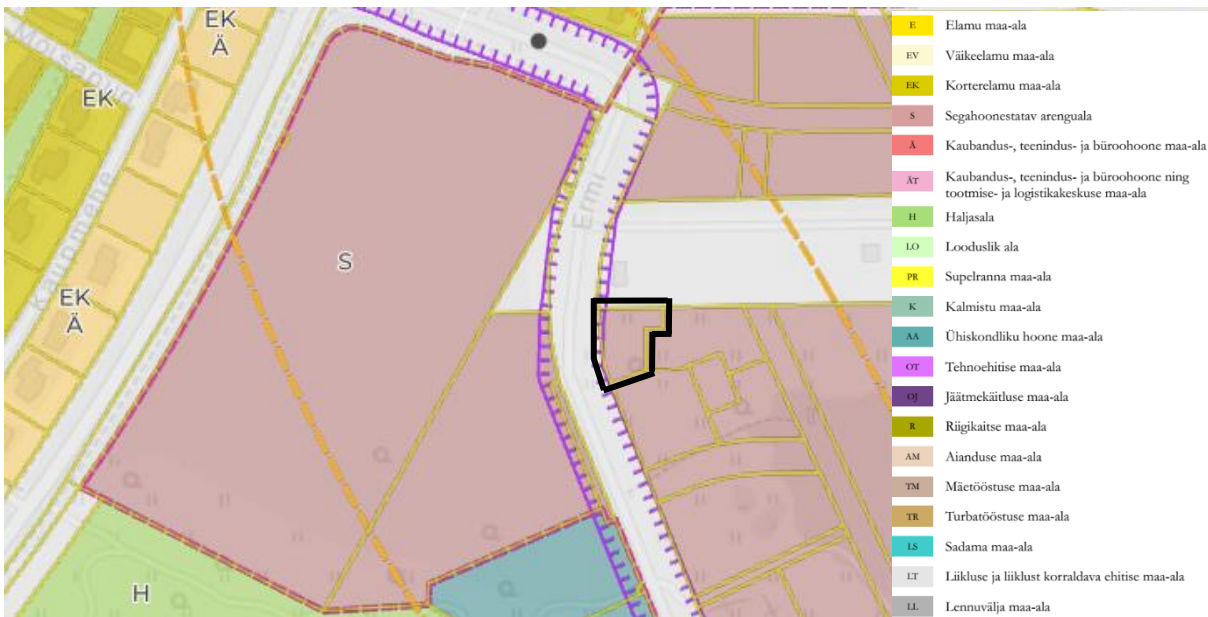 EK
Ä
Moisapuu
EK
Kaupmehe
EK
Ä
S
Ermi
H
E Elamu maa-ala
EV Väikeelamu maa-ala
EK Korterelamu maa-ala
S Segahoonestatav arenguala
Ä Kaubandus-, teenindus- ja büroohoone maa-ala
ÄT Kaubandus-, teenindus- ja büroohoone ning
tootmise- ja logistikakeskuse maa-ala
H Haljasala
LO Looduslik ala
PR Supelranna maa-ala
K Kalmistu maa-ala
AA Ühiskondliku hoone maa-ala
OT Tehnoehitise maa-ala
OJ Jäätmekäitluse maa-ala
R Riigikaitse maa-ala
AM Aianduse maa-ala
TM Mäetööstuse maa-ala
TR Turbatööstuse maa-ala
LS Sadama maa-ala
LT Liikluse ja liiklust korraldava ehitise maa-ala
LL Lennuvälja maa-ala